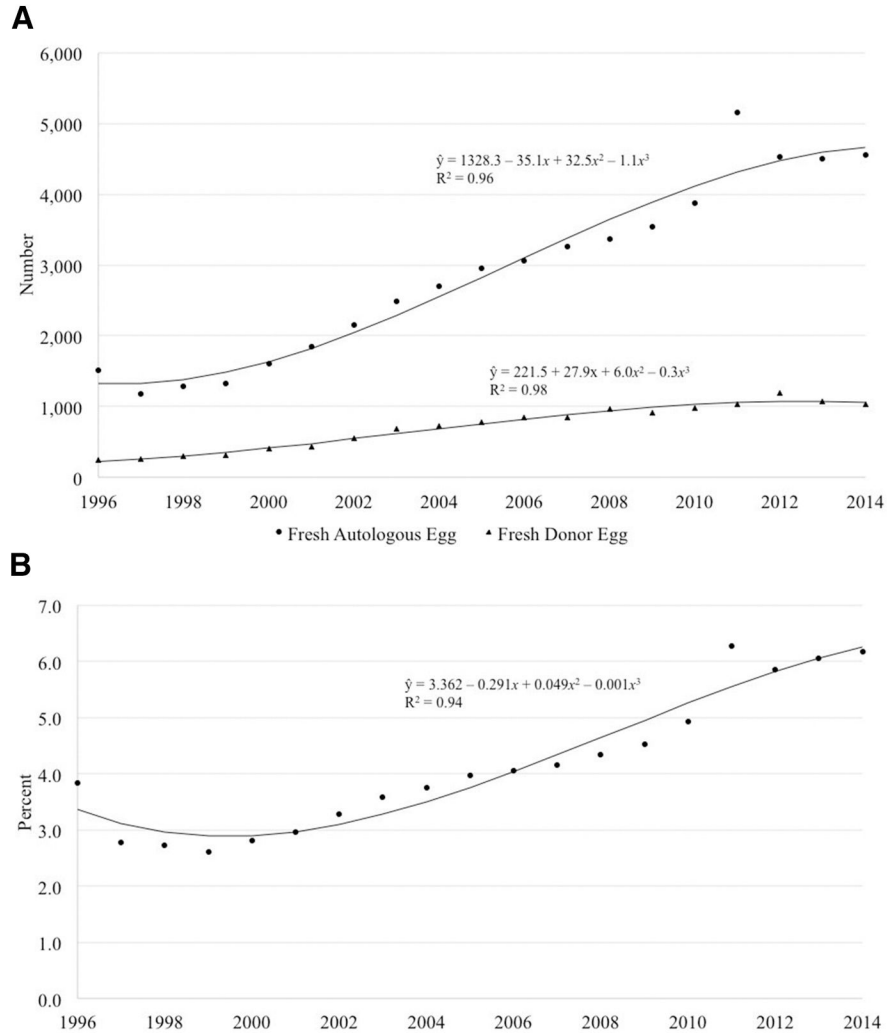 A
6,000
5,000
4,000
3,000
2,000
1,000
0
Number
ŷ = 1328.3 – 35.1x + 32.5x² – 1.1x³
R² = 0.96
ŷ = 221.5 + 27.9x + 6.0x² – 0.3x³
R² = 0.98
1996 1998 2000 2002 2004 2006 2008 2010 2012 2014
● Fresh Autologous Egg ▲ Fresh Donor Egg
B
7.0
6.0
5.0
4.0
3.0
2.0
1.0
0.0
Percent
ŷ = 3.362 – 0.291x + 0.049x² – 0.001x³
R² = 0.94
1996 1998 2000 2002 2004 2006 2008 2010 2012 2014